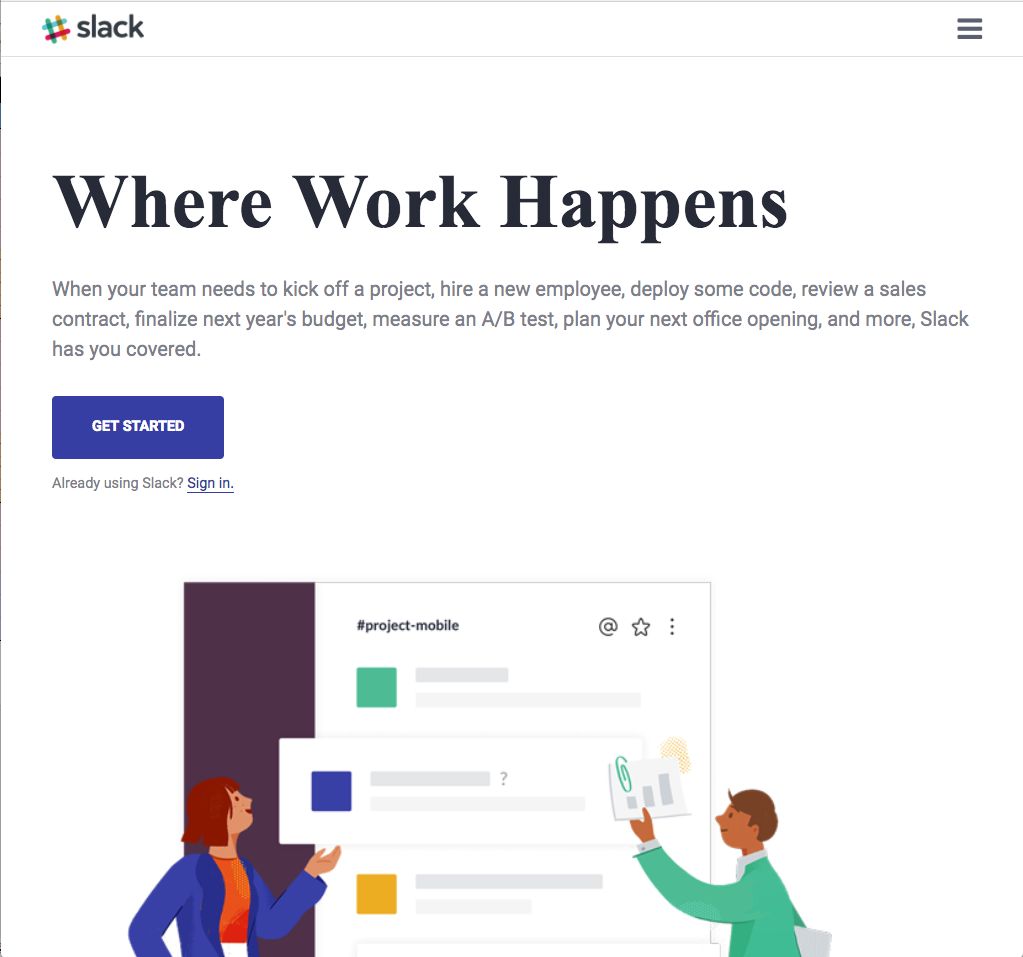 slack
Where Work Happens
When your team needs to kick off a project, hire a new employee, deploy some code, review a sales
contract, finalize next year's budget, measure an A/B test, plan your next office opening, and more, Slack
has you covered.
GET STARTED
Already using Slack? Sign in.
#project-mobile
@
?